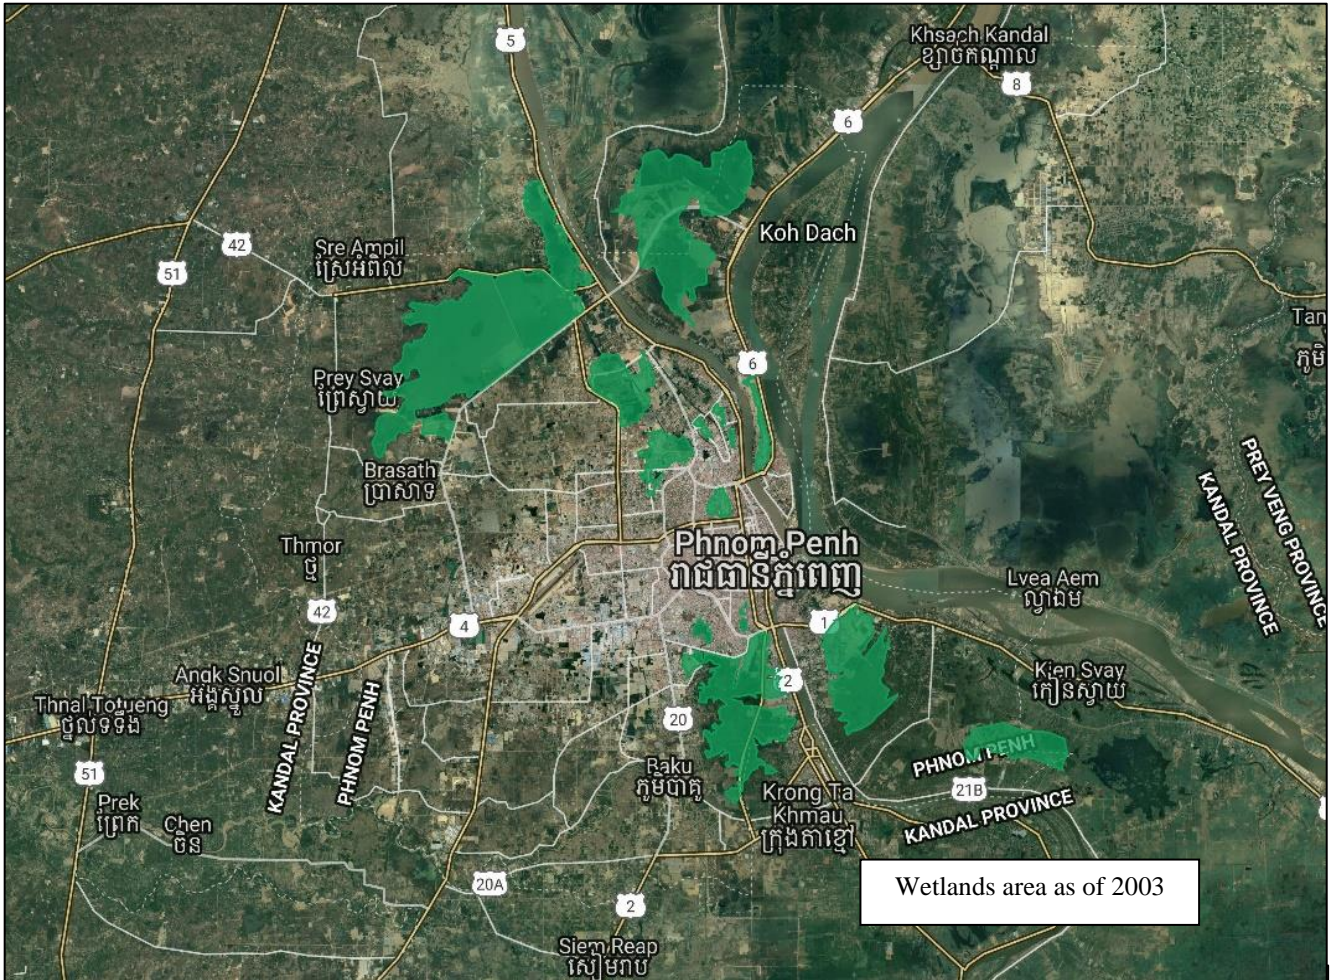 5
Khsach Kandal
ខ្សាច់កណ្ដាល
8
6
42
Sre Ampil
ស្រែអំពិល
51
Koh Dach
Tan
ភូមិ
6
Prey Svay
ព្រៃស្វាយ
Brasath
ប្រាសាទ
PREY VENG PROVINCE
KANDAL PROVINCE
Thmor
ថ្ម
Phnom Penh
រាជធានីភ្នំពេញ
Lvea Aem
ល្វាឯម
42
4
1
Angk Snuol
អង្គស្នួល
Kien Svay
កៀនស្វាយ
2
Thnal Totueng
ថ្នល់ទទឹង
KANDAL PROVINCE
PHNOM PENH
20
PHNOM PENH
51
Baku
ភូមិបាគូ
21B
Prek
ព្រែក
Chen
ចិន
Krong Ta
Khmau
ក្រុងតាខ្មៅ
KANDAL PROVINCE
20A
2
Wetlands area as of 2003
Siem Reap
សៀមរាប